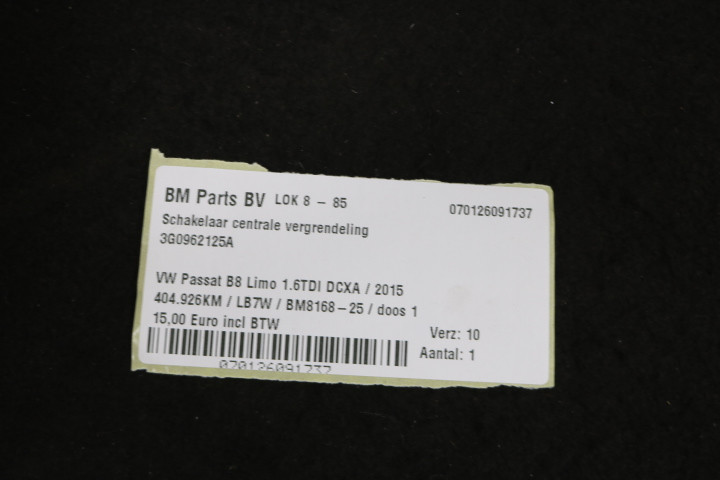 BM Parts BV LOK 8 - 85 070126091737
Schakelaar centrale vergrendeling
3G0962125A
VW Passat B8 Limo 1.6TDI DCXA / 2015
404.926KM / LB7W / BM8168-25 / doos 1
15,00 Euro incl BTW Verz: 10
Aantal: 1
070126091737